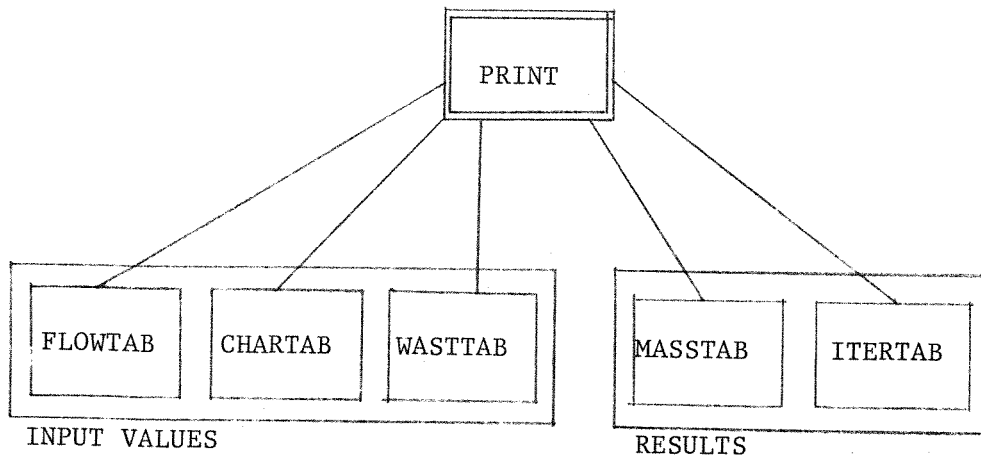 PRINT
FLOWTAB CHARTAB WASTTAB MASSTAB ITERTAB
INPUT VALUES RESULTS